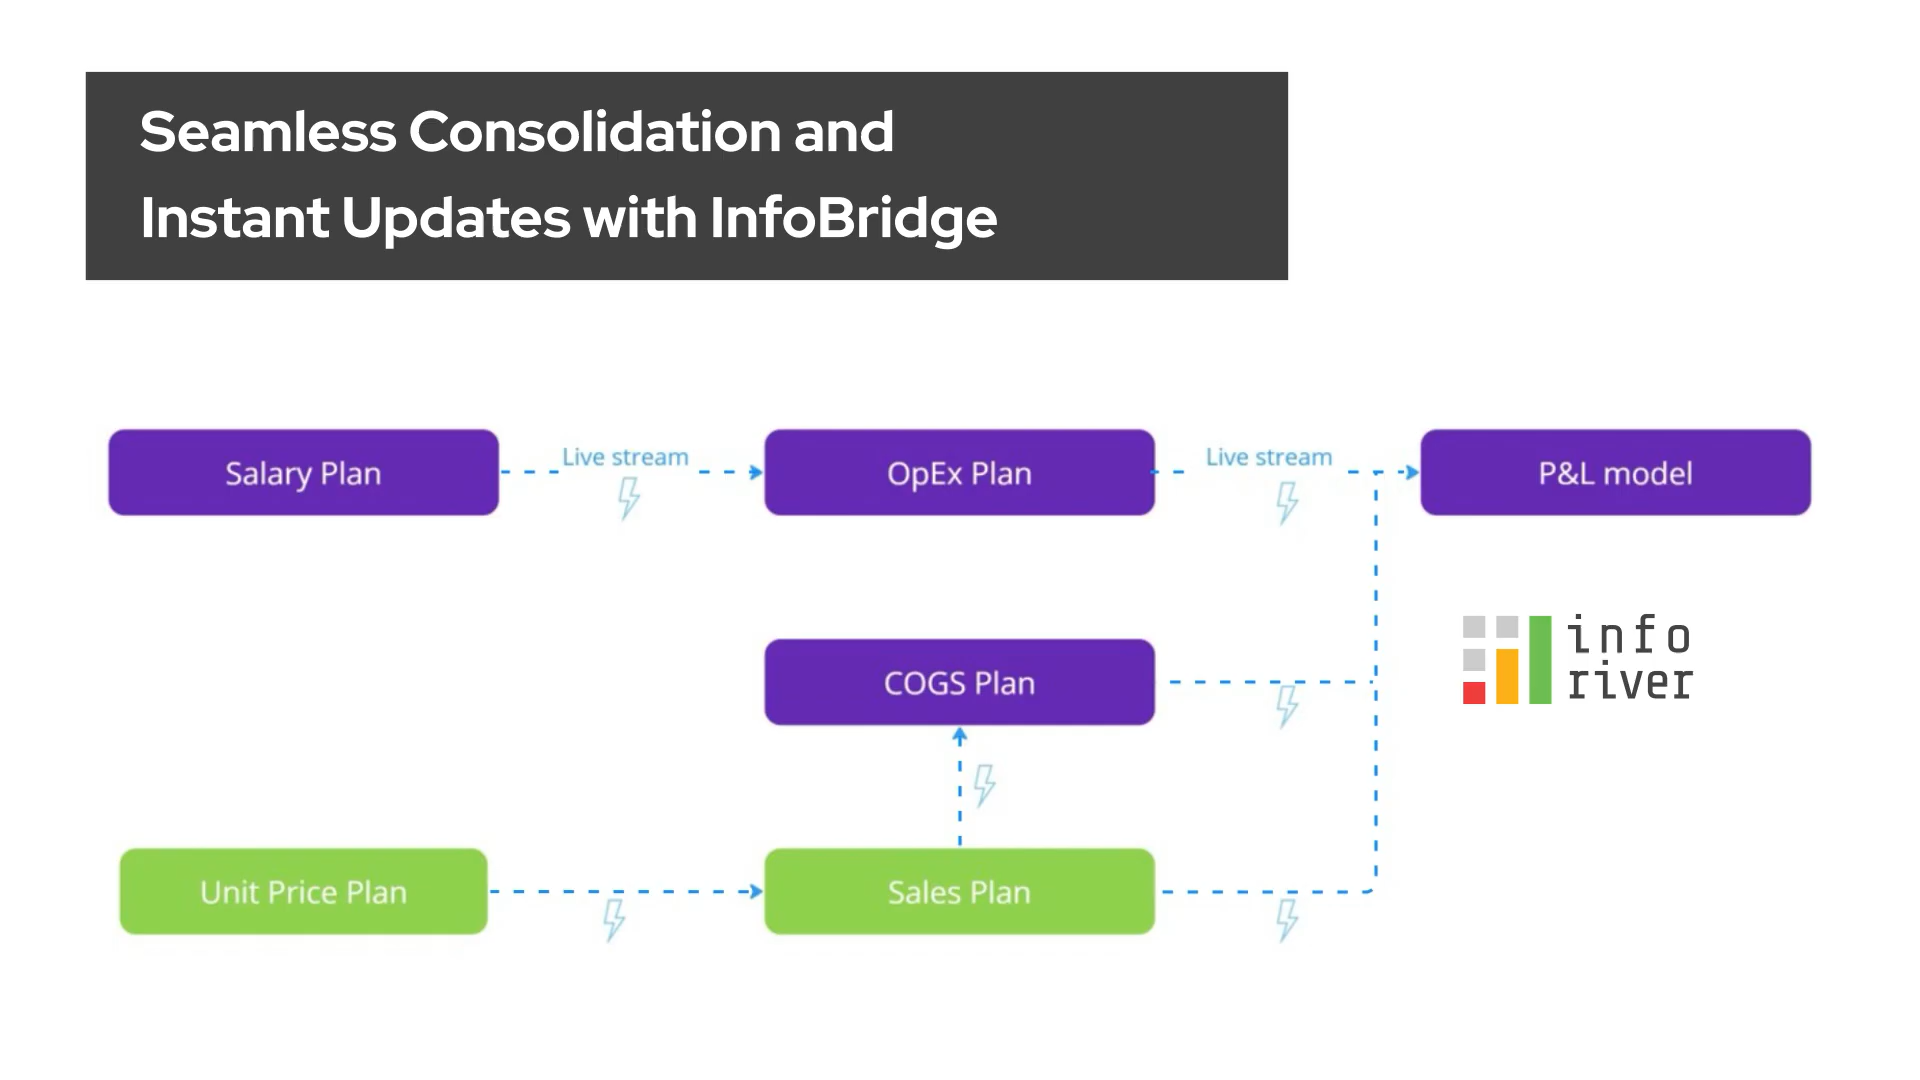 Seamless Consolidation and
Instant Updates with InfoBridge
Salary Plan
Live stream
OpEx Plan
Live stream
P&L model
COGS Plan
info
river
Unit Price Plan
Sales Plan